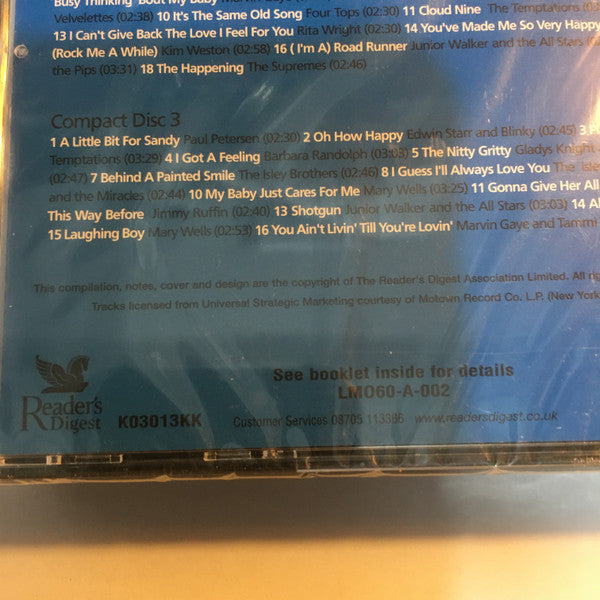 Busy Thinking 'Bout My Baby
Velvelettes (02:38) 10 It's The Same Old Song Four Tops (02:30) 11 Cloud Nine The Temptations (03
13 I Can't Give Back The Love I Feel For You Rita Wright (02:30) 14 You've Made Me So Very Happy
(Rock Me A While) Kim Weston (02:58) 16 ( I'm A) Road Runner Junior Walker and the All Stars (02
the Pips (03:31) 18 The Happening The Supremes (02:46)
Compact Disc 3
1 A Little Bit For Sandy Paul Petersen (02:30) 2 Oh How Happy Edwin Starr and Blinky (02:45) 3
Temptations (03:29) 4 I Got A Feeling Barbara Randolph (03:03) 5 The Nitty Gritty Gladys Knight
(02:47) 7 Behind A Painted Smile The Isley Brothers (02:46) 8 I Guess I'll Always Love You The Isle
and the Miracles (02:44) 10 My Baby Just Cares For Me Mary Wells (03:25) 11 Gonna Give Her All
This Way Before Jimmy Ruffin (02:40) 13 Shotgun Junior Walker and the All Stars (03:03) 14 Al
15 Laughing Boy Mary Wells (02:53) 16 You Ain't Livin' Till You're Lovin' Marvin Gaye and Tammi
This compilation, notes, cover and design are the copyright of The Reader's Digest Association Limited. All rig
Tracks licensed from Universal Strategic Marketing courtesy of Motown Record Co. L.P. (New York
See booklet inside for details
LMO60-A-002
Reader's
Digest
K03013KK Customer Services 08705 113366 www.readersdigest.co.uk